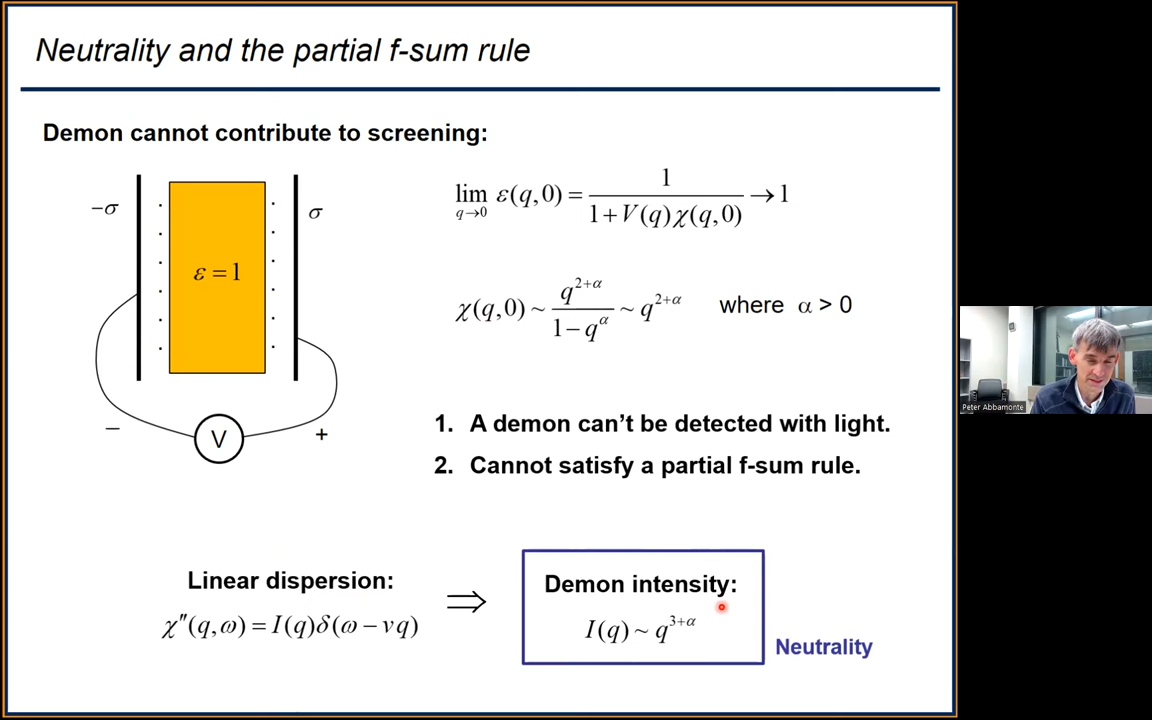 Neutrality and the partial f-sum rule
Demon cannot contribute to screening:
−σ
σ
ε = 1
−
V
+
lim q→0 ε(q,0) = 1 / (1+V(q)χ(q,0)) → 1
χ(q,0) ~ q^{2+α} / (1−q^α) ~ q^{2+α} where α > 0
1. A demon can't be detected with light.
2. Cannot satisfy a partial f-sum rule.
Linear dispersion:
χ″(q,ω) = I(q)δ(ω − vq)
⇒
Demon intensity:
I(q) ~ q^{3+α}
Neutrality
Peter Abbamonte